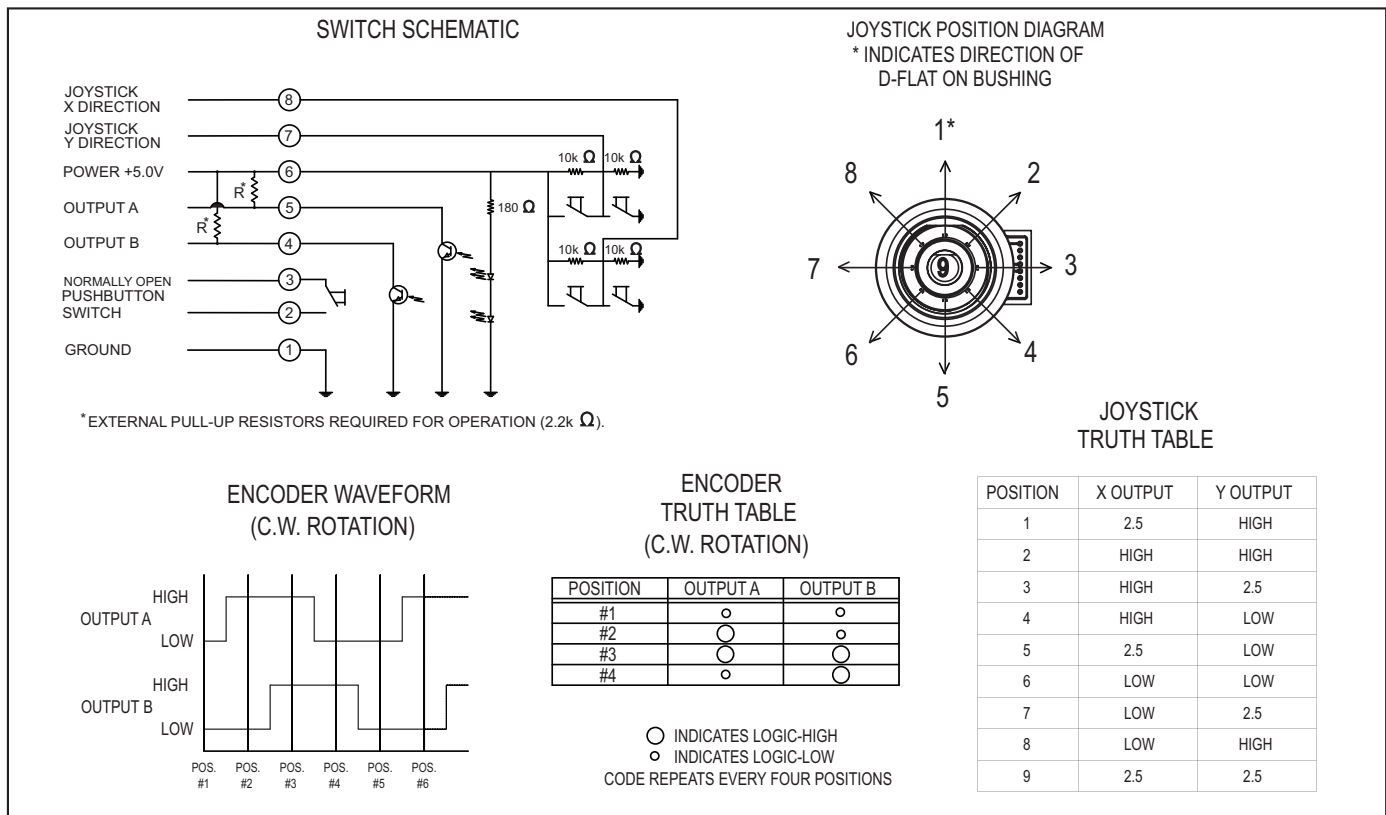 SWITCH SCHEMATIC
JOYSTICK
X DIRECTION
8
JOYSTICK
Y DIRECTION
7
POWER +5.0V
6
OUTPUT A
5
OUTPUT B
4
NORMALLY OPEN
PUSHBUTTON
SWITCH
3
2
GROUND
1
R*
R*
180 Ω
10k Ω 10k Ω
10k Ω 10k Ω
*EXTERNAL PULL-UP RESISTORS REQUIRED FOR OPERATION (2.2k Ω).
JOYSTICK POSITION DIAGRAM
* INDICATES DIRECTION OF
D-FLAT ON BUSHING
1*
8 2
7 9 3
6 4
5
ENCODER WAVEFORM
(C.W. ROTATION)
HIGH
OUTPUT A
LOW
HIGH
OUTPUT B
LOW
POS. POS. POS. POS. POS. POS.
#1 #2 #3 #4 #5 #6
ENCODER
TRUTH TABLE
(C.W. ROTATION)
POSITION OUTPUT A OUTPUT B
#1
#2
#3
#4
INDICATES LOGIC-HIGH
INDICATES LOGIC-LOW
CODE REPEATS EVERY FOUR POSITIONS
JOYSTICK
TRUTH TABLE
POSITION X OUTPUT Y OUTPUT
1 2.5 HIGH
2 HIGH HIGH
3 HIGH 2.5
4 HIGH LOW
5 2.5 LOW
6 LOW LOW
7 LOW 2.5
8 LOW HIGH
9 2.5 2.5